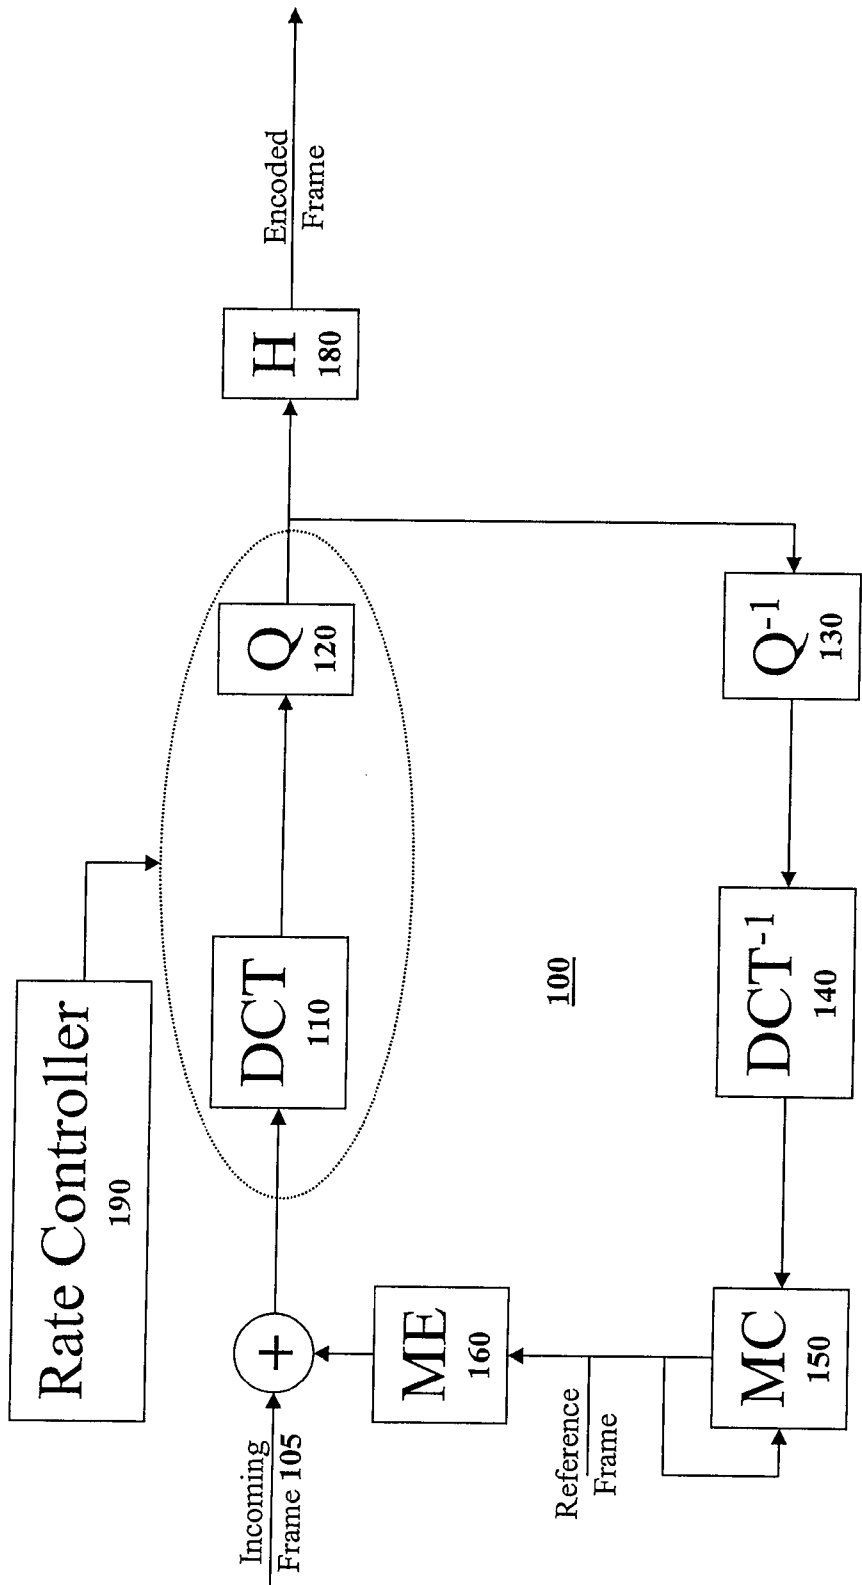 Rate Controller
190
Incoming
Frame 105
+
DCT
110
Q
120
H
180
Encoded
Frame
ME
160
100
Reference
Frame
MC
150
DCT-1
140
Q-1
130